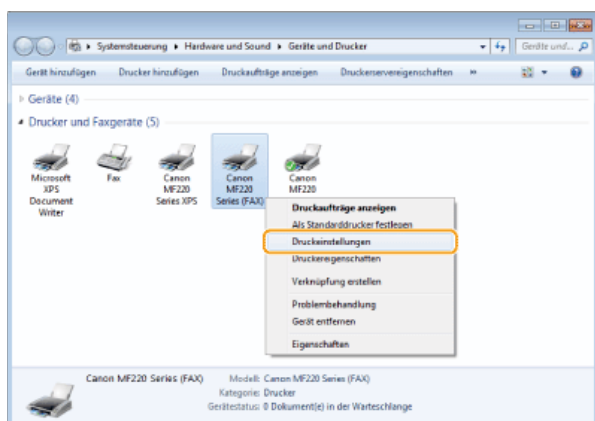 Systemsteuerung ▸ Hardware und Sound ▸ Geräte und Drucker
Geräte und...
Gerät hinzufügen Drucker hinzufügen Druckaufträge anzeigen Druckerservereigenschaften »
Geräte (4)
Drucker und Faxgeräte (5)
Microsoft XPS Document Writer
Fax
Canon MF220 Series XPS
Canon MF220 Series (FAX)
Canon MF220
Druckaufträge anzeigen
Als Standarddrucker festlegen
Druckeinstellungen
Druckereigenschaften
Verknüpfung erstellen
Problembehandlung
Gerät entfernen
Eigenschaften
Canon MF220 Series (FAX) Modell: Canon MF220 Series (FAX)
Kategorie: Drucker
Gerätestatus: 0 Dokument(e) in der Warteschlange